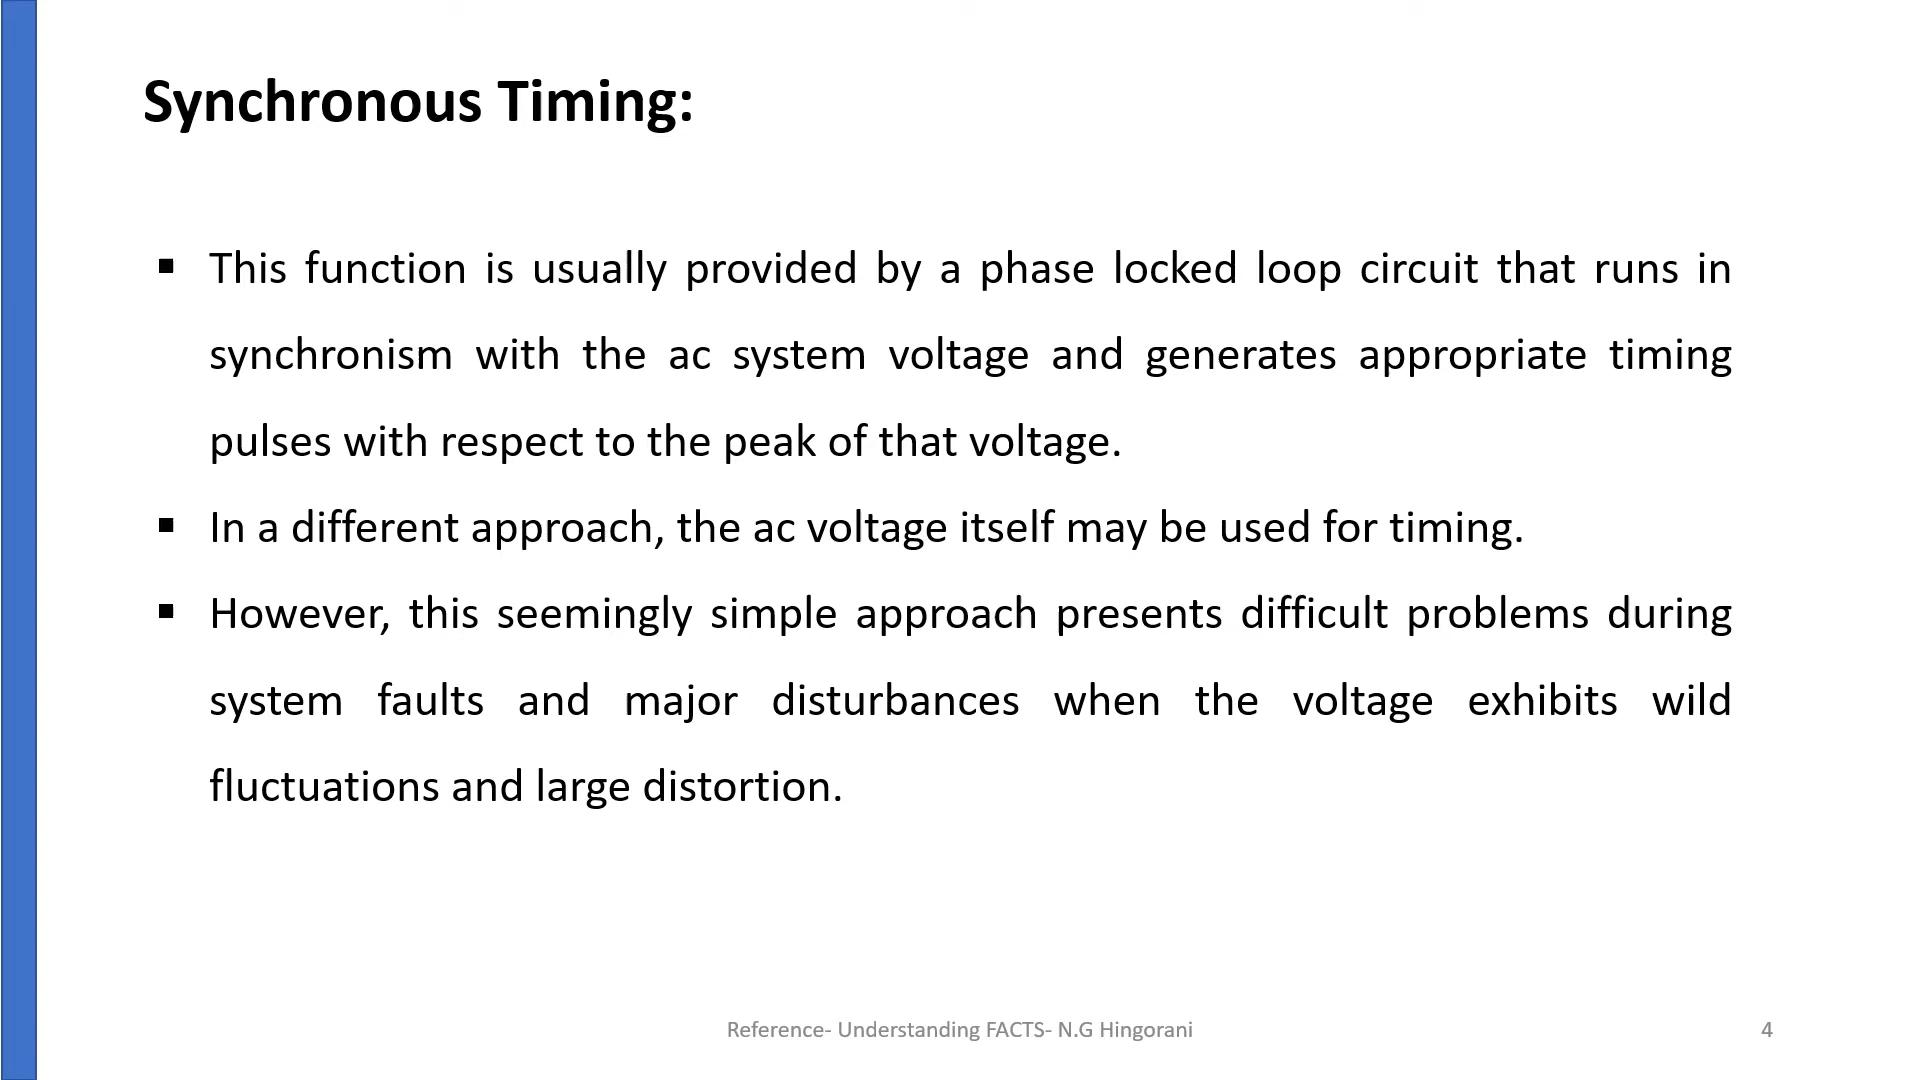 Synchronous Timing:
▪ This function is usually provided by a phase locked loop circuit that runs in
synchronism with the ac system voltage and generates appropriate timing
pulses with respect to the peak of that voltage.
▪ In a different approach, the ac voltage itself may be used for timing.
▪ However, this seemingly simple approach presents difficult problems during
system faults and major disturbances when the voltage exhibits wild
fluctuations and large distortion.
Reference- Understanding FACTS- N.G Hingorani
4